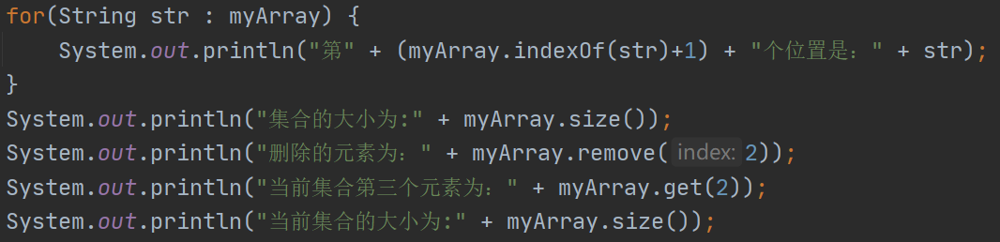 for(String str : myArray) {
System.out.println("第" + (myArray.indexOf(str)+1) + "个位置是：" + str);
}
System.out.println("集合的大小为:" + myArray.size());
System.out.println("删除的元素为：" + myArray.remove( index: 2));
System.out.println("当前集合第三个元素为：" + myArray.get(2));
System.out.println("当前集合的大小为:" + myArray.size());